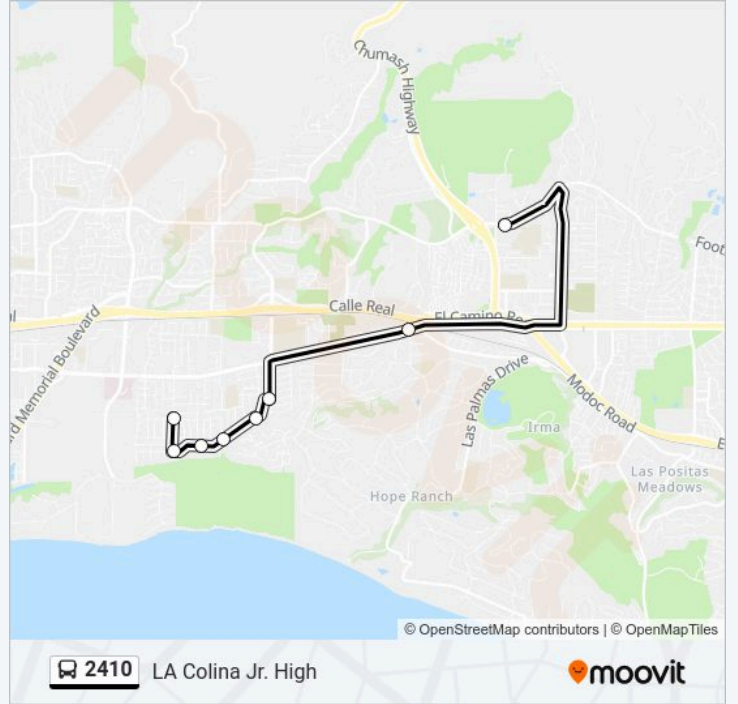 Chumash Highway
Foot
Calle Real
El Camino Re
al
rd Memorial Boulevard
Las Palmas Drive
Modoc Road
Irma
E
Las Positas
Meadows
Hope Ranch
© OpenStreetMap contributors | © OpenMapTiles
2410 LA Colina Jr. High
moovit